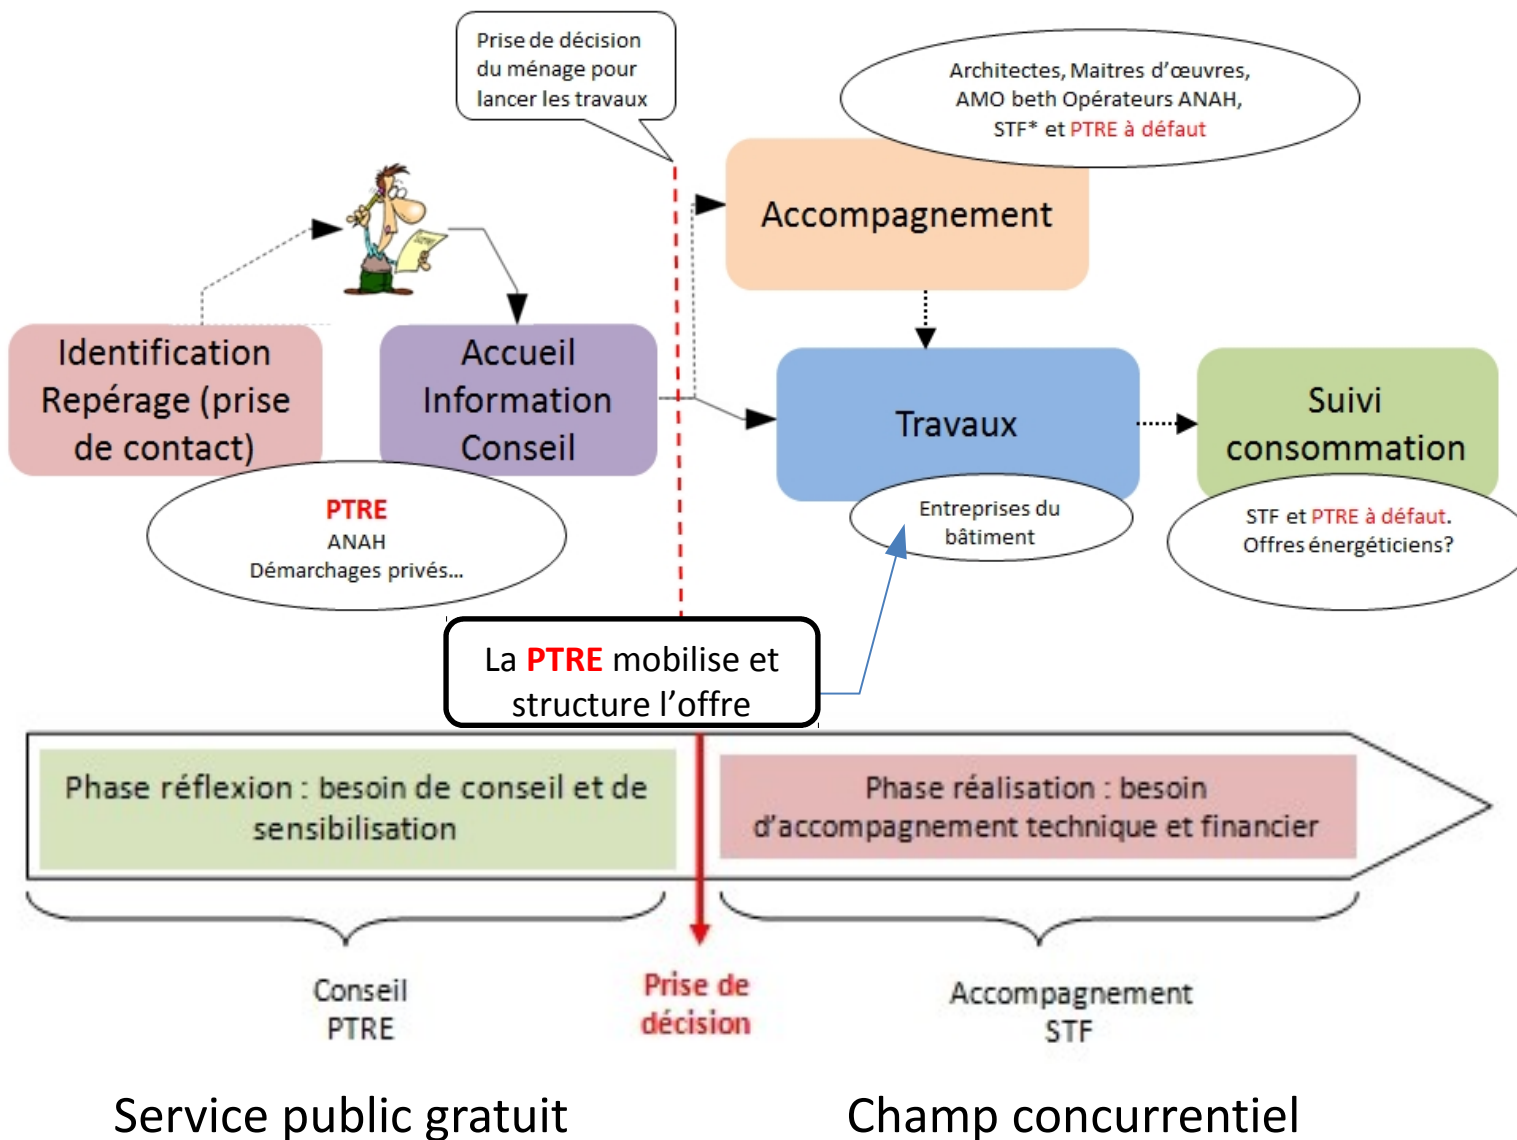 Prise de décision
du ménage pour
lancer les travaux
Architectes, Maitres d'œuvres,
AMO beth Opérateurs ANAH,
STF* et PTRE à défaut
Accompagnement
Identification
Repérage (prise
de contact)
Accueil
Information
Conseil
Travaux
Suivi
consommation
PTRE
ANAH
Démarchages privés...
Entreprises du
bâtiment
STF et PTRE à défaut.
Offres énergéticiens?
La PTRE mobilise et
structure l'offre
Phase réflexion : besoin de conseil et de
sensibilisation
Phase réalisation : besoin
d'accompagnement technique et financier
Conseil
PTRE
Prise de
décision
Accompagnement
STF
Service public gratuit
Champ concurrentiel